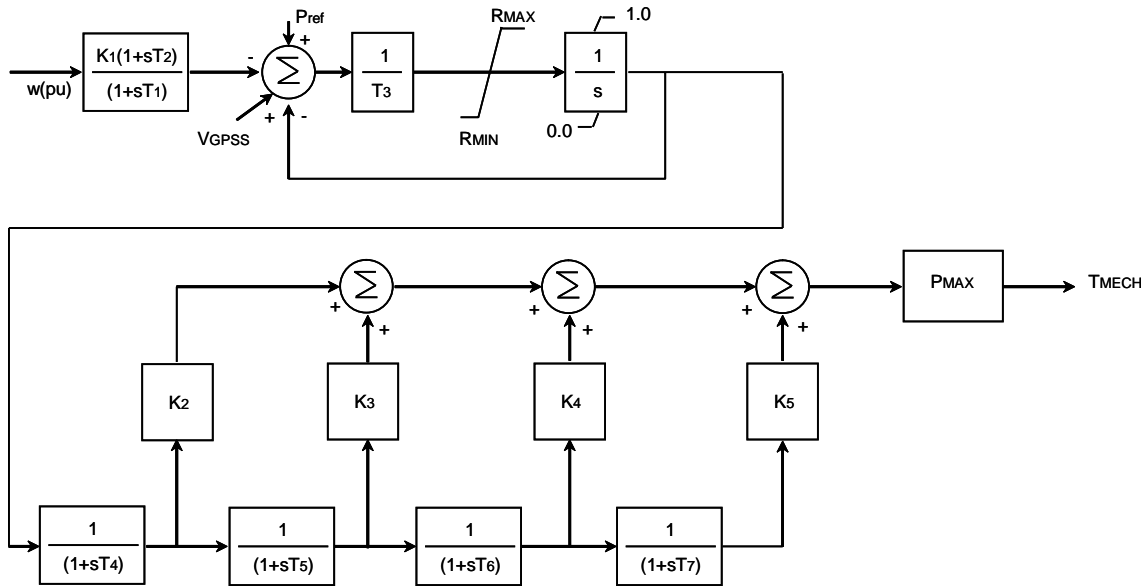 Pref
+
RMAX
1.0
K1(1+sT2)
(1+sT1)
w(pu)
-
Σ
+
-
VGPSS
1
T3
RMIN
1
s
0.0
Σ
+
+
Σ
+
+
Σ
+
+
PMAX
TMECH
K2
K3
K4
K5
1
(1+sT4)
1
(1+sT5)
1
(1+sT6)
1
(1+sT7)